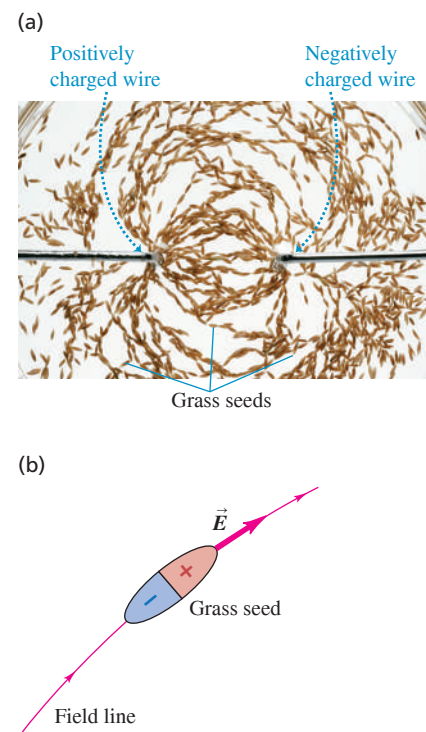 (a)
Positively
charged wire
Negatively
charged wire
Grass seeds
(b)
E
+
−
Grass seed
Field line